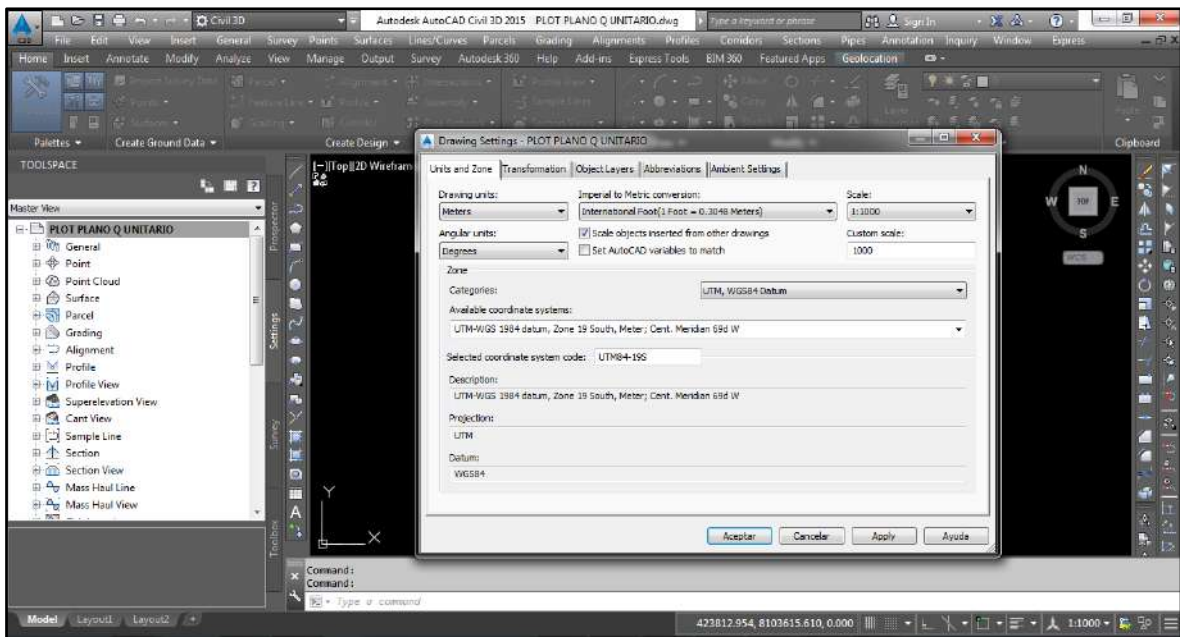 Civil 3D
Autodesk AutoCAD Civil 3D 2015 PLOT PLANO Q UNITARIO.dwg
Type a keyword or phrase
Sign In
File Edit View Insert General Survey Points Surfaces Lines/Curves Parcels Grading Alignments Profiles Corridors Sections Pipes Annotation Inquiry Window Express
Home Insert Annotate Modify Analyze View Manage Output Survey Autodesk 360 Help Add-ins Express Tools BIM 360 Featured Apps Geolocation
Palettes
Create Ground Data
Create Design
Clipboard
TOOLSPACE
Master View
PLOT PLANO Q UNITARIO
General
Point
Point Cloud
Surface
Parcel
Grading
Alignment
Profile
Profile View
Superelevation View
Cant View
Sample Line
Section
Section View
Mass Haul Line
Mass Haul View
Prospector
Settings
Survey
Toolbox
[-][Top][2D Wirefram
Drawing Settings - PLOT PLANO Q UNITARIO
Units and Zone Transformation Object Layers Abbreviations Ambient Settings
Drawing units: Imperial to Metric conversion: Scale:
Meters International Foot(1 Foot = 0.3048 Meters) 1:1000
Angular units: Scale objects inserted from other drawings Custom scale:
Degrees Set AutoCAD variables to match 1000
Zone
Categories: UTM, WGS84 Datum
Available coordinate systems:
UTM-WGS 1984 datum, Zone 19 South, Meter; Cent. Meridian 69d W
Selected coordinate system code: UTM84-19S
Description:
UTM-WGS 1984 datum, Zone 19 South, Meter; Cent. Meridian 69d W
Projection:
UTM
Datum:
WGS84
Aceptar Cancelar Apply Ayuda
N
W TOP E
S
WCS
Y
X
Command:
Command:
Type a command
Model Layout1 Layout2
423812.954, 8103615.610, 0.000
1:1000